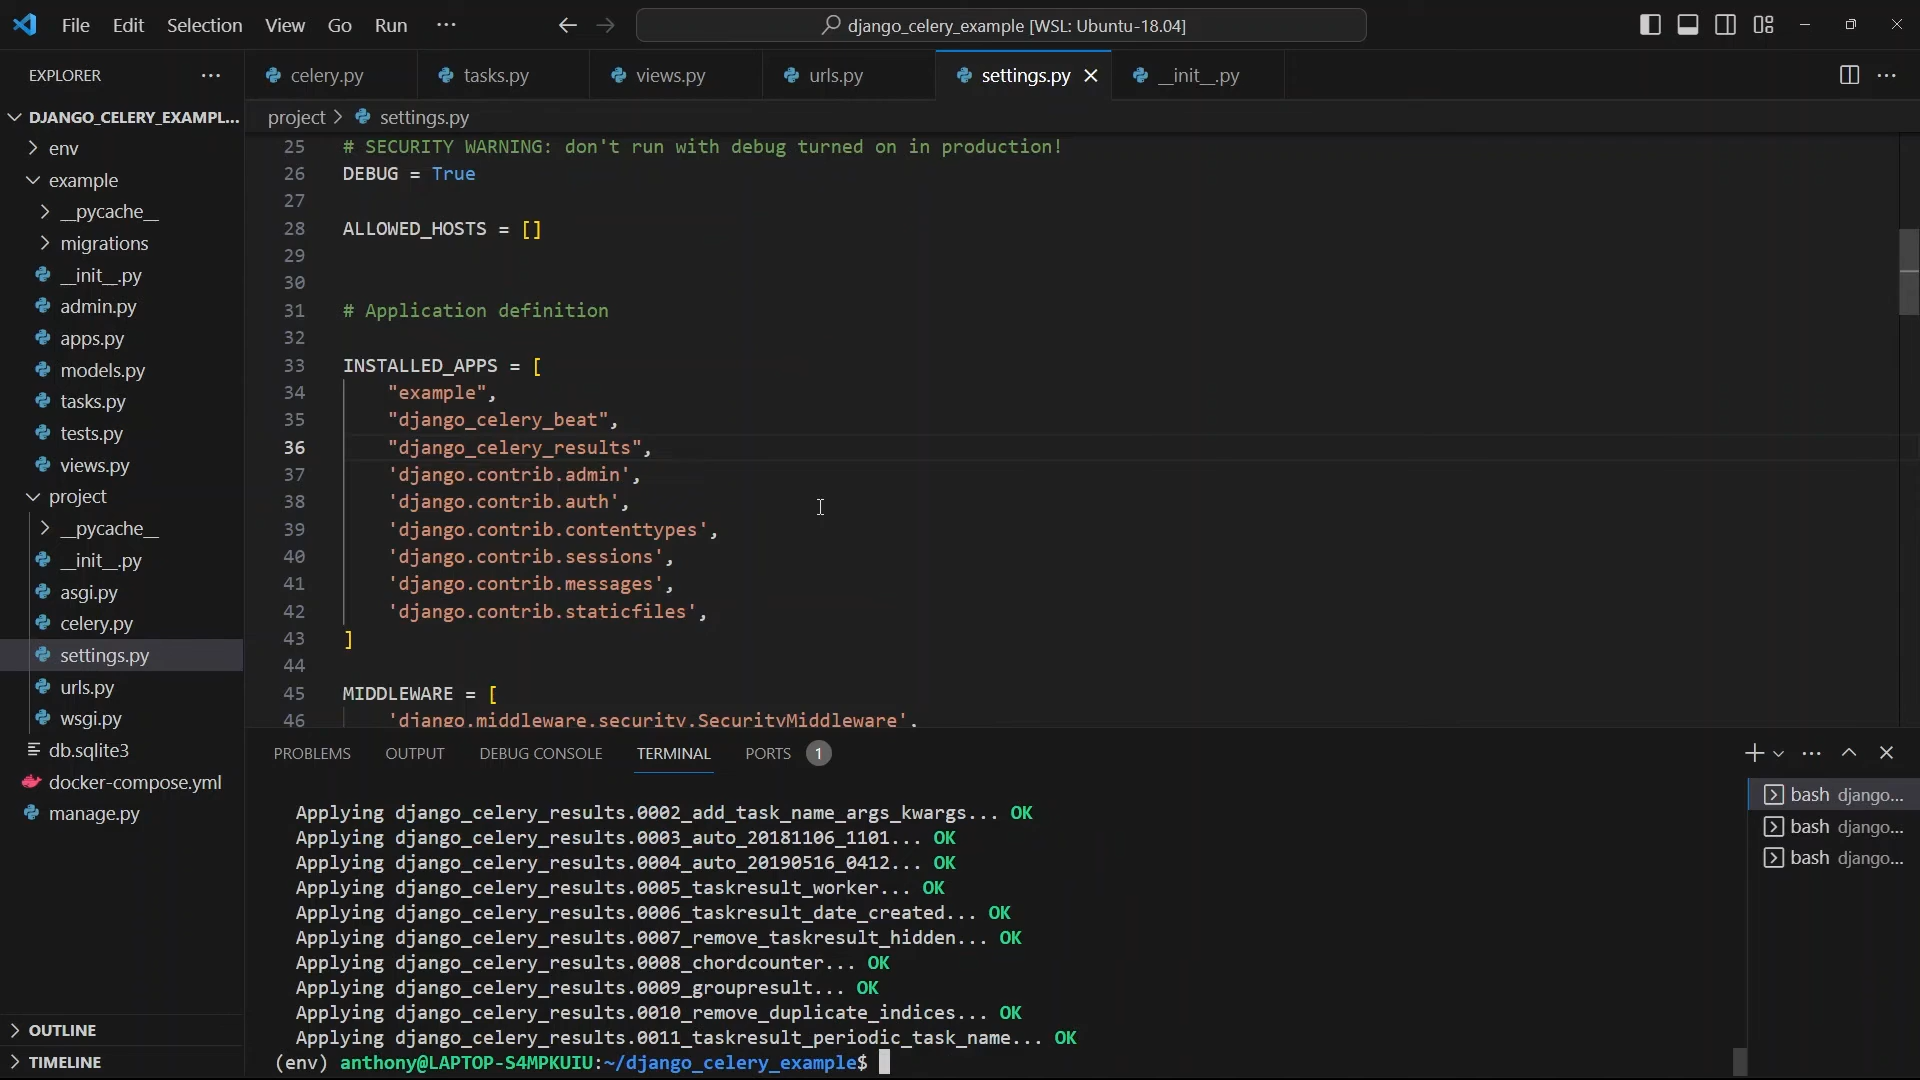 File Edit Selection View Go Run ···
django_celery_example [WSL: Ubuntu-18.04]
EXPLORER
celery.py tasks.py views.py urls.py settings.py __init__.py
DJANGO_CELERY_EXAMPL...
env
example
__pycache__
migrations
__init__.py
admin.py
apps.py
models.py
tasks.py
tests.py
views.py
project
__pycache__
__init__.py
asgi.py
celery.py
settings.py
urls.py
wsgi.py
db.sqlite3
docker-compose.yml
manage.py
OUTLINE
TIMELINE
project > settings.py
25 # SECURITY WARNING: don't run with debug turned on in production!
26 DEBUG = True
27
28 ALLOWED_HOSTS = []
29
30
31 # Application definition
32
33 INSTALLED_APPS = [
34 "example",
35 "django_celery_beat",
36 "django_celery_results",
37 'django.contrib.admin',
38 'django.contrib.auth',
39 'django.contrib.contenttypes',
40 'django.contrib.sessions',
41 'django.contrib.messages',
42 'django.contrib.staticfiles',
43 ]
44
45 MIDDLEWARE = [
46 'django.middleware.security.SecurityMiddleware',
PROBLEMS OUTPUT DEBUG CONSOLE TERMINAL PORTS 1
Applying django_celery_results.0002_add_task_name_args_kwargs... OK
Applying django_celery_results.0003_auto_20181106_1101... OK
Applying django_celery_results.0004_auto_20190516_0412... OK
Applying django_celery_results.0005_taskresult_worker... OK
Applying django_celery_results.0006_taskresult_date_created... OK
Applying django_celery_results.0007_remove_taskresult_hidden... OK
Applying django_celery_results.0008_chordcounter... OK
Applying django_celery_results.0009_groupresult... OK
Applying django_celery_results.0010_remove_duplicate_indices... OK
Applying django_celery_results.0011_taskresult_periodic_task_name... OK
(env) anthony@LAPTOP-S4MPKUIU:~/django_celery_example$
bash django...
bash django...
bash django...